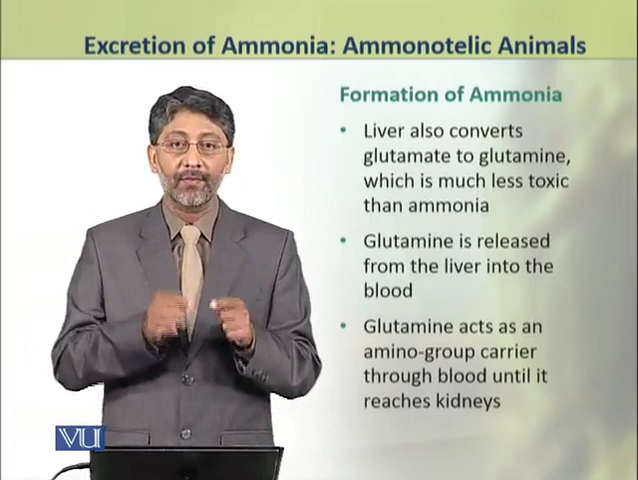 Excretion of Ammonia: Ammonotelic Animals
Formation of Ammonia
• Liver also converts
glutamate to glutamine,
which is much less toxic
than ammonia
• Glutamine is released
from the liver into the
blood
• Glutamine acts as an
amino-group carrier
through blood until it
reaches kidneys
VU